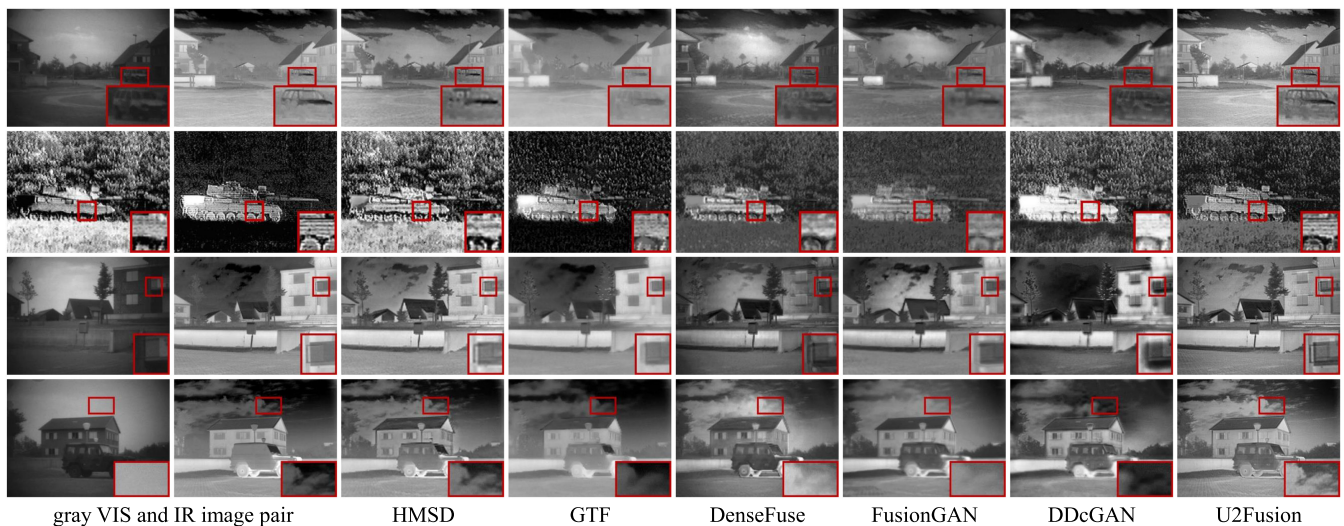 gray VIS and IR image pair HMSD GTF DenseFuse FusionGAN DDcGAN U2Fusion